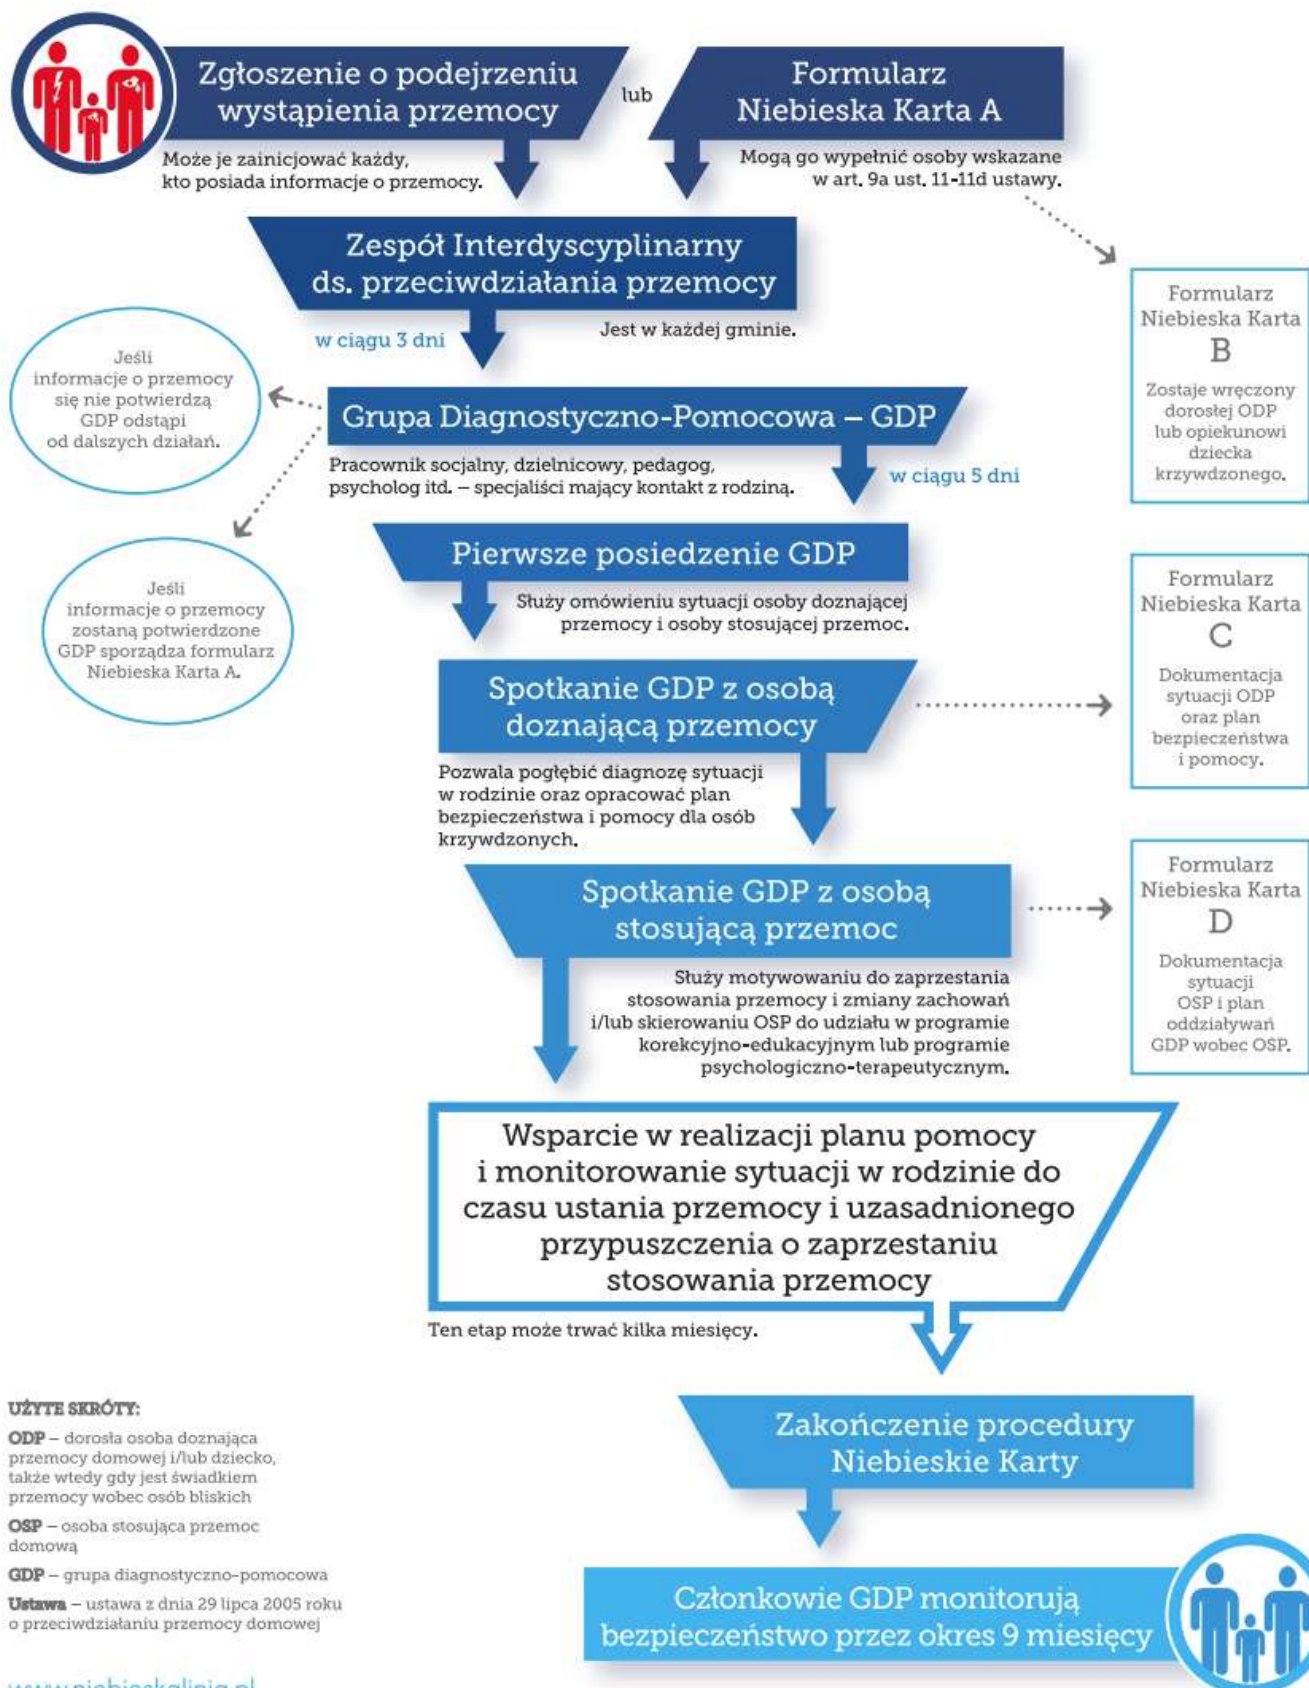 Zgłoszenie o podejrzeniu
wystąpienia przemocy
lub
Formularz
Niebieska Karta A
Może je zainicjować każdy,
kto posiada informacje o przemocy.
Mogą go wypełnić osoby wskazane
w art. 9a ust. 11-11d ustawy.
Zespół Interdyscyplinarny
ds. przeciwdziałania przemocy
w ciągu 3 dni
Jest w każdej gminie.
Formularz
Niebieska Karta
B
Zostaje wręczony
dorosłej ODP
lub opiekunowi
dziecka
krzywdzonego.
Jeśli
informacje o przemocy
się nie potwierdzą
GDP odstąpi
od dalszych działań.
Grupa Diagnostyczno-Pomocowa – GDP
Pracownik socjalny, dzielnicowy, pedagog,
psycholog itd. – specjaliści mający kontakt z rodziną.
w ciągu 5 dni
Jeśli
informacje o przemocy
zostaną potwierdzone
GDP sporządza formularz
Niebieska Karta A.
Pierwsze posiedzenie GDP
Służy omówieniu sytuacji osoby doznającej
przemocy i osoby stosującej przemoc.
Formularz
Niebieska Karta
C
Dokumentacja
sytuacji ODP
oraz plan
bezpieczeństwa
i pomocy.
Spotkanie GDP z osobą
doznającą przemocy
Pozwala pogłębić diagnozę sytuacji
w rodzinie oraz opracować plan
bezpieczeństwa i pomocy dla osób
krzywdzonych.
Spotkanie GDP z osobą
stosującą przemoc
Formularz
Niebieska Karta
D
Dokumentacja
sytuacji
OSP i plan
oddziaływań
GDP wobec OSP.
Służy motywowaniu do zaprzestania
stosowania przemocy i zmiany zachowań
i/lub skierowaniu OSP do udziału w programie
korekcyjno-edukacyjnym lub programie
psychologiczno-terapeutycznym.
Wsparcie w realizacji planu pomocy
i monitorowanie sytuacji w rodzinie do
czasu ustania przemocy i uzasadnionego
przypuszczenia o zaprzestaniu
stosowania przemocy
Ten etap może trwać kilka miesięcy.
Zakończenie procedury
Niebieskie Karty
Członkowie GDP monitorują
bezpieczeństwo przez okres 9 miesięcy
UŻYTE SKRÓTY:
ODP – dorosła osoba doznająca
przemocy domowej i/lub dziecko,
także wtedy gdy jest świadkiem
przemocy wobec osób bliskich
OSP – osoba stosująca przemoc
domową
GDP – grupa diagnostyczno-pomocowa
Ustawa – ustawa z dnia 29 lipca 2005 roku
o przeciwdziałaniu przemocy domowej
www.niebieskalinia.pl